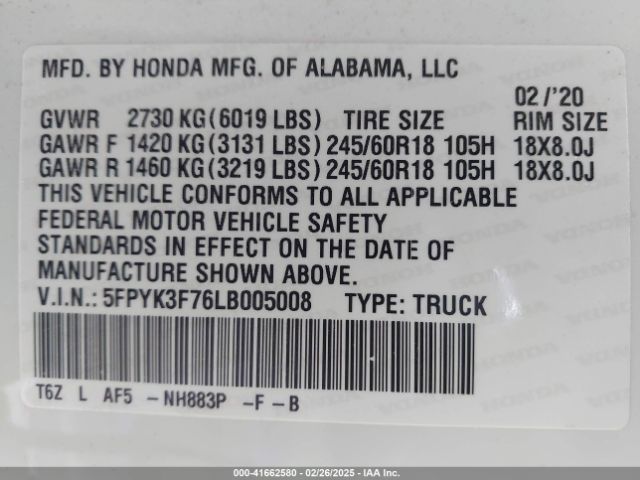 MFD. BY HONDA MFG. OF ALABAMA, LLC
02 /'20
GVWR 2730 KG (6019 LBS) TIRE SIZE RIM SIZE
GAWR F 1420 KG (3131 LBS) 245/60R18 105H 18X8.0J
GAWR R 1460 KG (3219 LBS) 245/60R18 105H 18X8.0J
THIS VEHICLE CONFORMS TO ALL APPLICABLE
FEDERAL MOTOR VEHICLE SAFETY
STANDARDS IN EFFECT ON THE DATE OF
MANUFACTURE SHOWN ABOVE.
V.I.N.: 5FPYK3F76LB005008 TYPE: TRUCK
T6Z L AF5 -NH883P -F -B
000-41662580 - 02/26/2025 - IAA Inc.